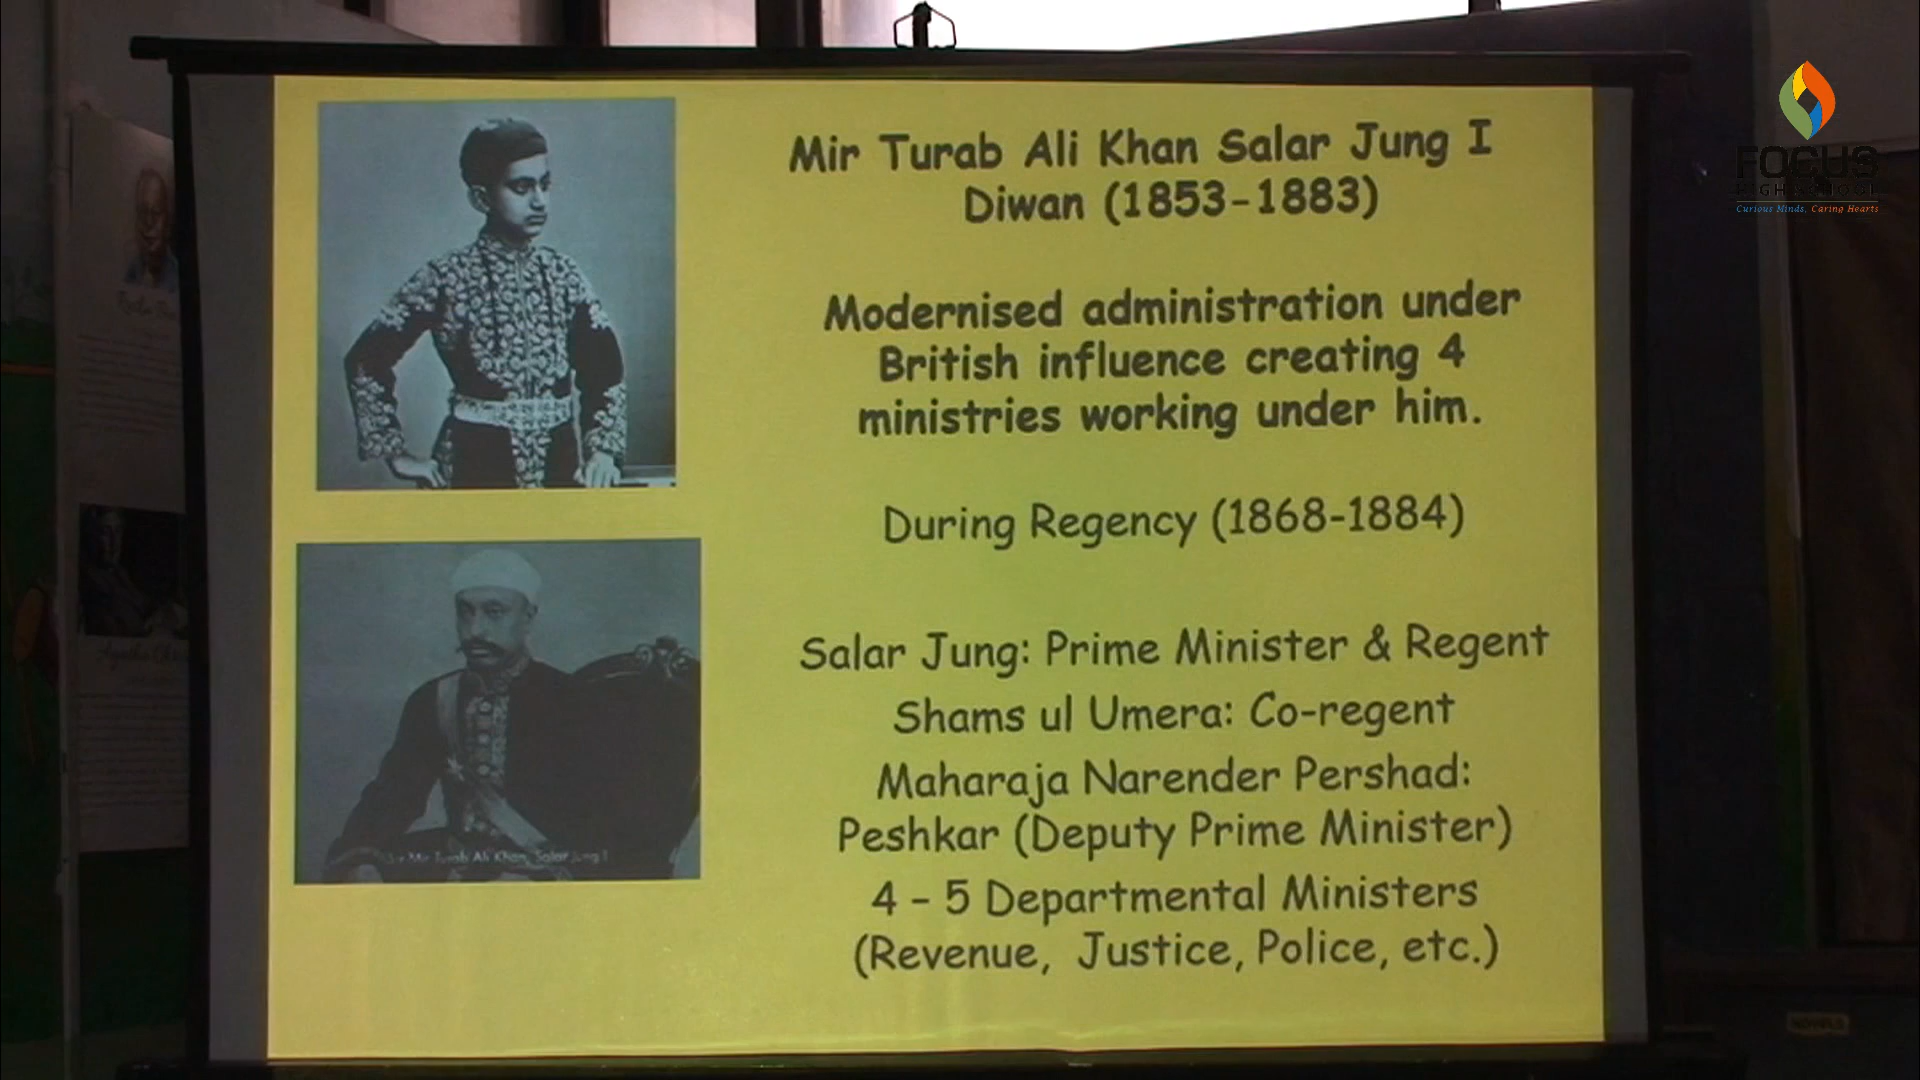 Mir Turab Ali Khan Salar Jung I
Diwan (1853-1883)
Modernised administration under
British influence creating 4
ministries working under him.
During Regency (1868-1884)
Salar Jung: Prime Minister & Regent
Shams ul Umera: Co-regent
Maharaja Narender Pershad:
Peshkar (Deputy Prime Minister)
4 - 5 Departmental Ministers
(Revenue, Justice, Police, etc.)
Mir Turab Ali Khan, Salar Jung I
FOCUS
HIGH SCHOOL
Curious Minds, Caring Hearts